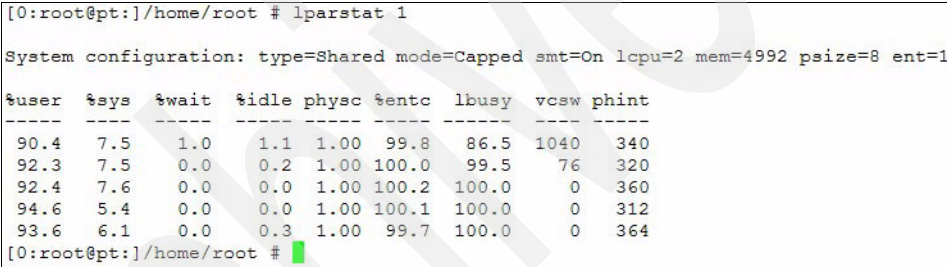 [0:root@pt:]/home/root # lparstat 1
System configuration: type=Shared mode=Capped smt=On lcpu=2 mem=4992 psize=8 ent=1
%user %sys %wait %idle physc %entc lbusy vcsw phint
----- ---- ----- ----- ----- ----- ------ ---- -----
90.4 7.5 1.0 1.1 1.00 99.8 86.5 1040 340
92.3 7.5 0.0 0.2 1.00 100.0 99.5 76 320
92.4 7.6 0.0 0.0 1.00 100.2 100.0 0 360
94.6 5.4 0.0 0.0 1.00 100.1 100.0 0 312
93.6 6.1 0.0 0.3 1.00 99.7 100.0 0 364
[0:root@pt:]/home/root #